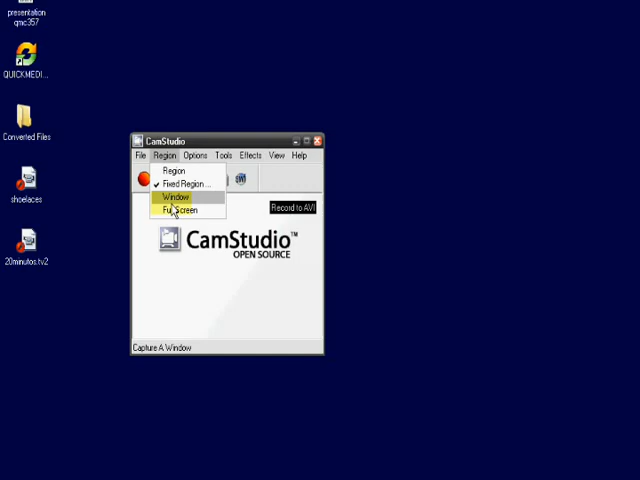 presentation
qmc357
QUICKMEDI...
Converted Files
shoelaces
20minutos.tv2
CamStudio
File Region Options Tools Effects View Help
Region
Fixed Region ...
Window
Full Screen
Record to AVI
CamStudio™
OPEN SOURCE
Capture A Window